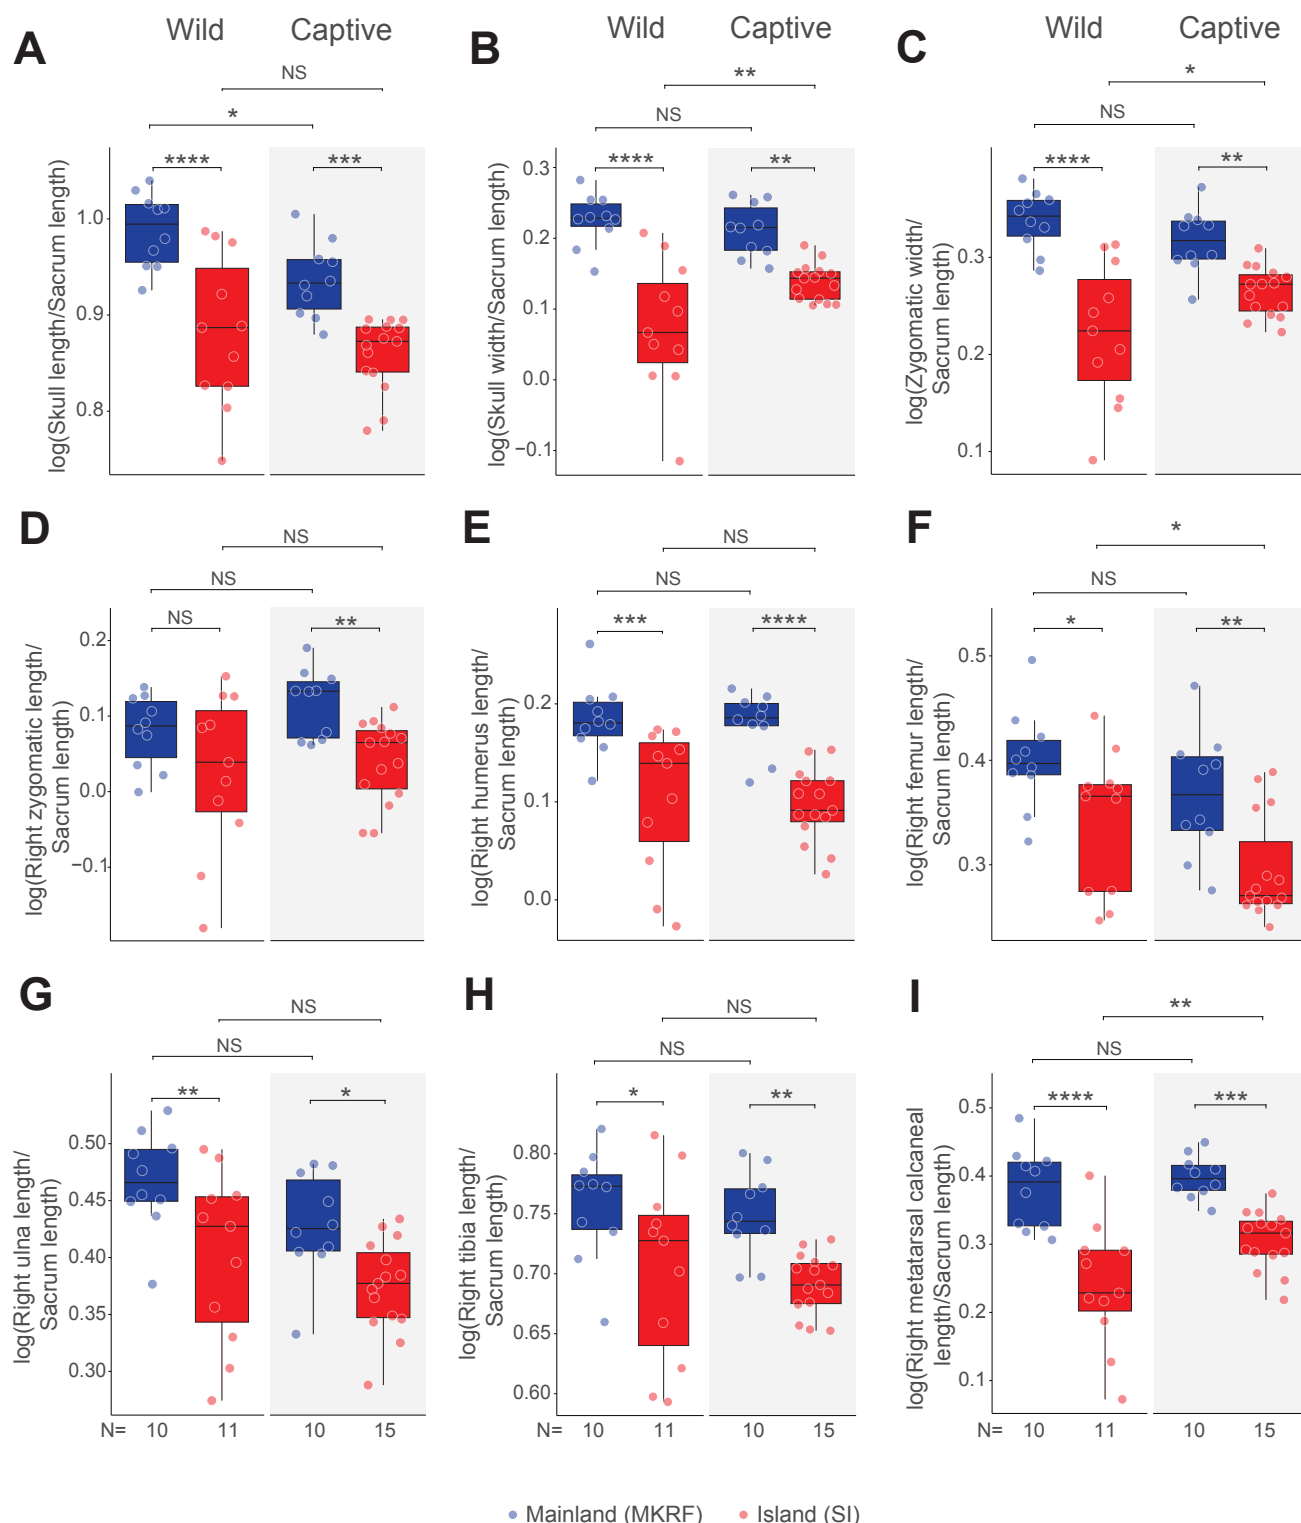 Wild Captive Wild Captive Wild Captive
A B C
NS ** *
* NS NS
**** *** **** ** **** **
log(Skull length/Sacrum length)
1.0
0.9
0.8
log(Skull width/Sacrum length)
0.3
0.2
0.1
0.0
−0.1
log(Zygomatic width/
Sacrum length)
0.3
0.2
0.1
D E F
NS NS *
NS NS NS
NS ** *** **** * **
log(Right zygomatic length/
Sacrum length)
0.2
0.1
0.0
−0.1
log(Right humerus length/
Sacrum length)
0.2
0.1
0.0
log(Right femur length/
Sacrum length)
0.5
0.4
0.3
G H I
NS NS **
NS NS NS
** * * ** **** ***
log(Right ulna length/
Sacrum length)
0.50
0.45
0.40
0.35
0.30
log(Right tibia length/
Sacrum length)
0.80
0.75
0.70
0.65
0.60
log(Right metatarsal calcaneal
length/Sacrum length)
0.5
0.4
0.3
0.2
0.1
N= 10 11 10 15 N= 10 11 10 15 N= 10 11 10 15
Mainland (MKRF) Island (SI)